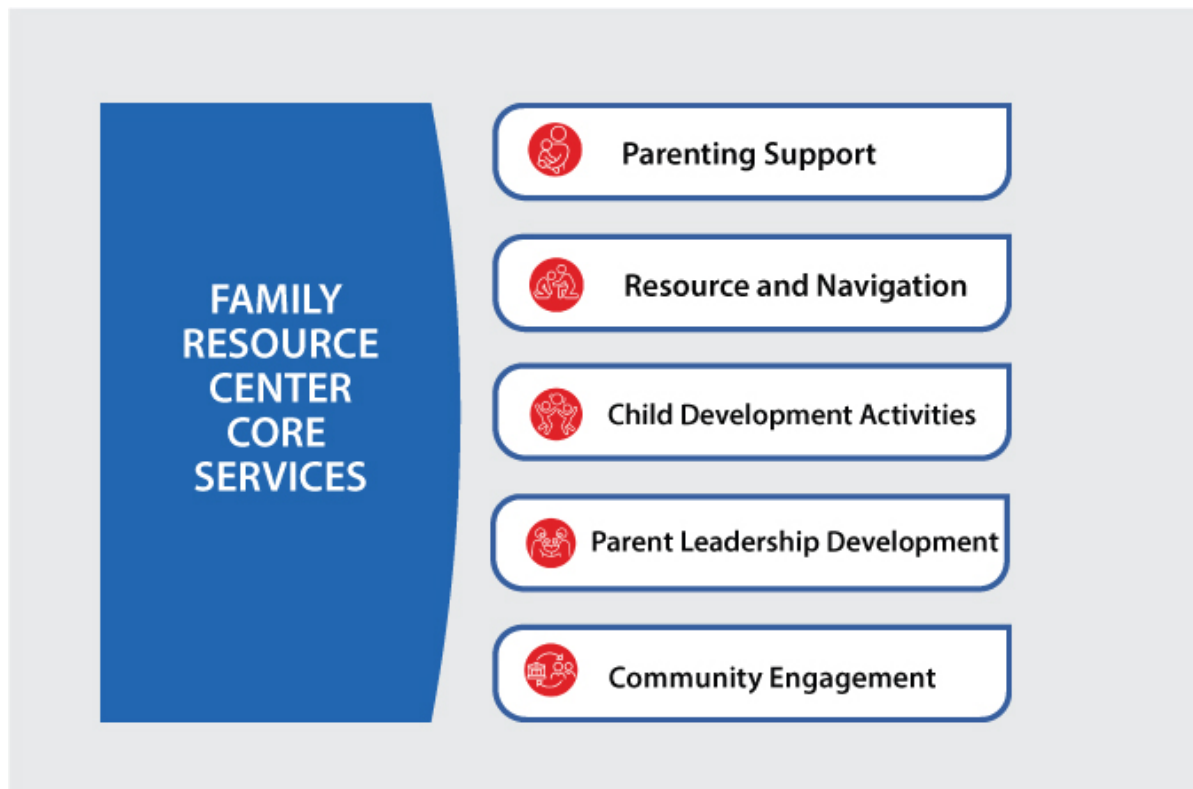 FAMILY
RESOURCE
CENTER
CORE
SERVICES
Parenting Support
Resource and Navigation
Child Development Activities
Parent Leadership Development
Community Engagement